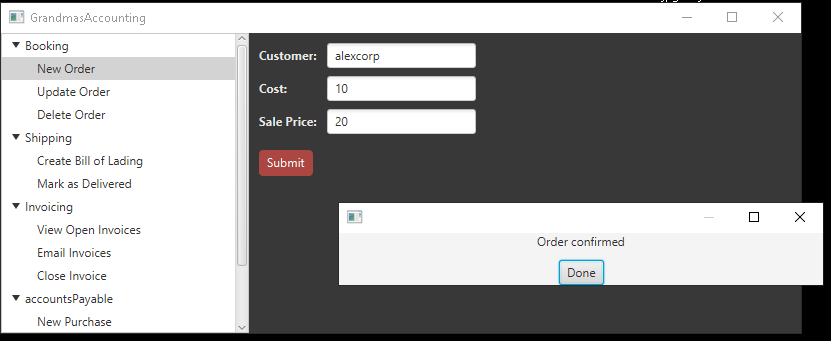 GrandmasAccounting
Booking
New Order
Update Order
Delete Order
Shipping
Create Bill of Lading
Mark as Delivered
Invoicing
View Open Invoices
Email Invoices
Close Invoice
accountsPayable
New Purchase
Customer: alexcorp
Cost: 10
Sale Price: 20
Submit
Order confirmed
Done